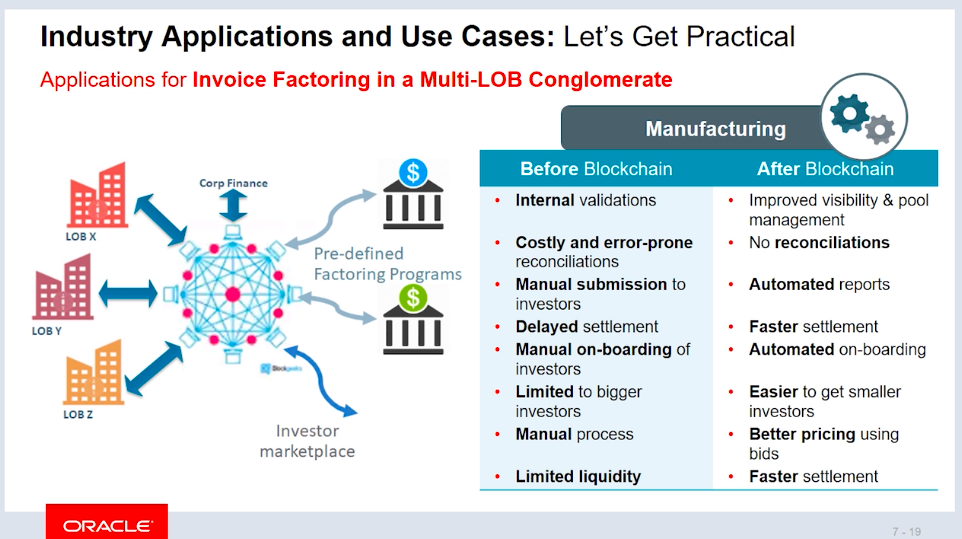 Industry Applications and Use Cases: Let's Get Practical
Applications for Invoice Factoring in a Multi-LOB Conglomerate
Corp Finance
LOB X
LOB Y
LOB Z
$
Pre-defined
Factoring Programs
$
Blockgeeks
Investor
marketplace
Manufacturing
Before Blockchain
After Blockchain
• Internal validations
• Improved visibility & pool
management
• Costly and error-prone
reconciliations
• No reconciliations
• Manual submission to
investors
• Automated reports
• Delayed settlement
• Faster settlement
• Manual on-boarding of
investors
• Automated on-boarding
• Limited to bigger
investors
• Easier to get smaller
investors
• Manual process
• Better pricing using
bids
• Limited liquidity
• Faster settlement
ORACLE
7 - 19